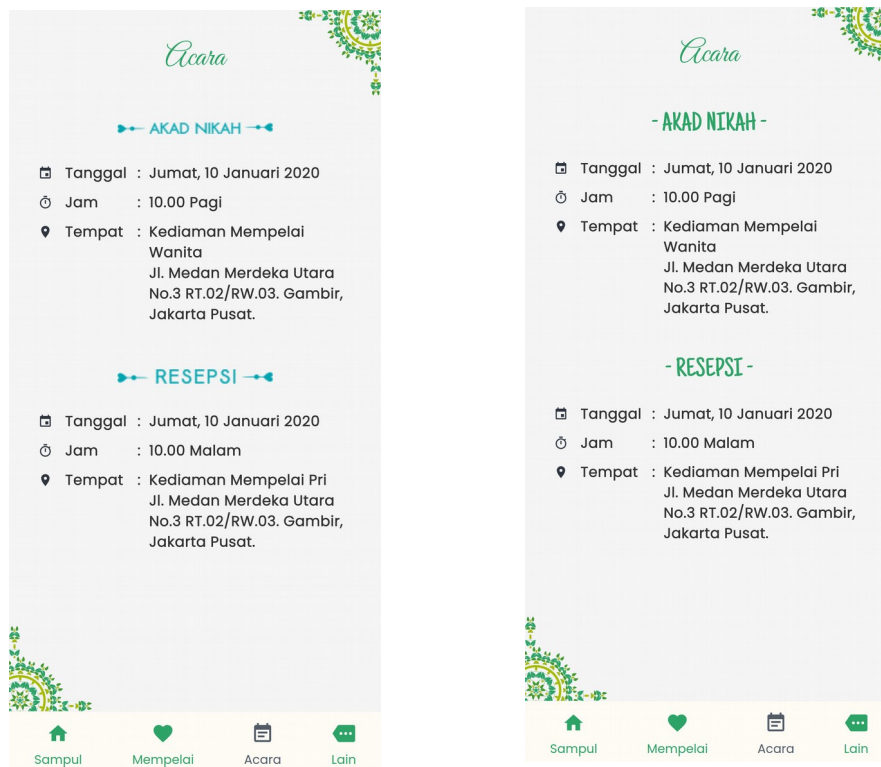 Acara
AKAD NIKAH
Tanggal : Jumat, 10 Januari 2020
Jam : 10.00 Pagi
Tempat : Kediaman Mempelai
Wanita
Jl. Medan Merdeka Utara
No.3 RT.02/RW.03. Gambir,
Jakarta Pusat.
RESEPSI
Tanggal : Jumat, 10 Januari 2020
Jam : 10.00 Malam
Tempat : Kediaman Mempelai Pri
Jl. Medan Merdeka Utara
No.3 RT.02/RW.03. Gambir,
Jakarta Pusat.
Sampul Mempelai Acara Lain
Acara
- AKAD NIKAH -
Tanggal : Jumat, 10 Januari 2020
Jam : 10.00 Pagi
Tempat : Kediaman Mempelai
Wanita
Jl. Medan Merdeka Utara
No.3 RT.02/RW.03. Gambir,
Jakarta Pusat.
- RESEPSI -
Tanggal : Jumat, 10 Januari 2020
Jam : 10.00 Malam
Tempat : Kediaman Mempelai Pri
Jl. Medan Merdeka Utara
No.3 RT.02/RW.03. Gambir,
Jakarta Pusat.
Sampul Mempelai Acara Lain